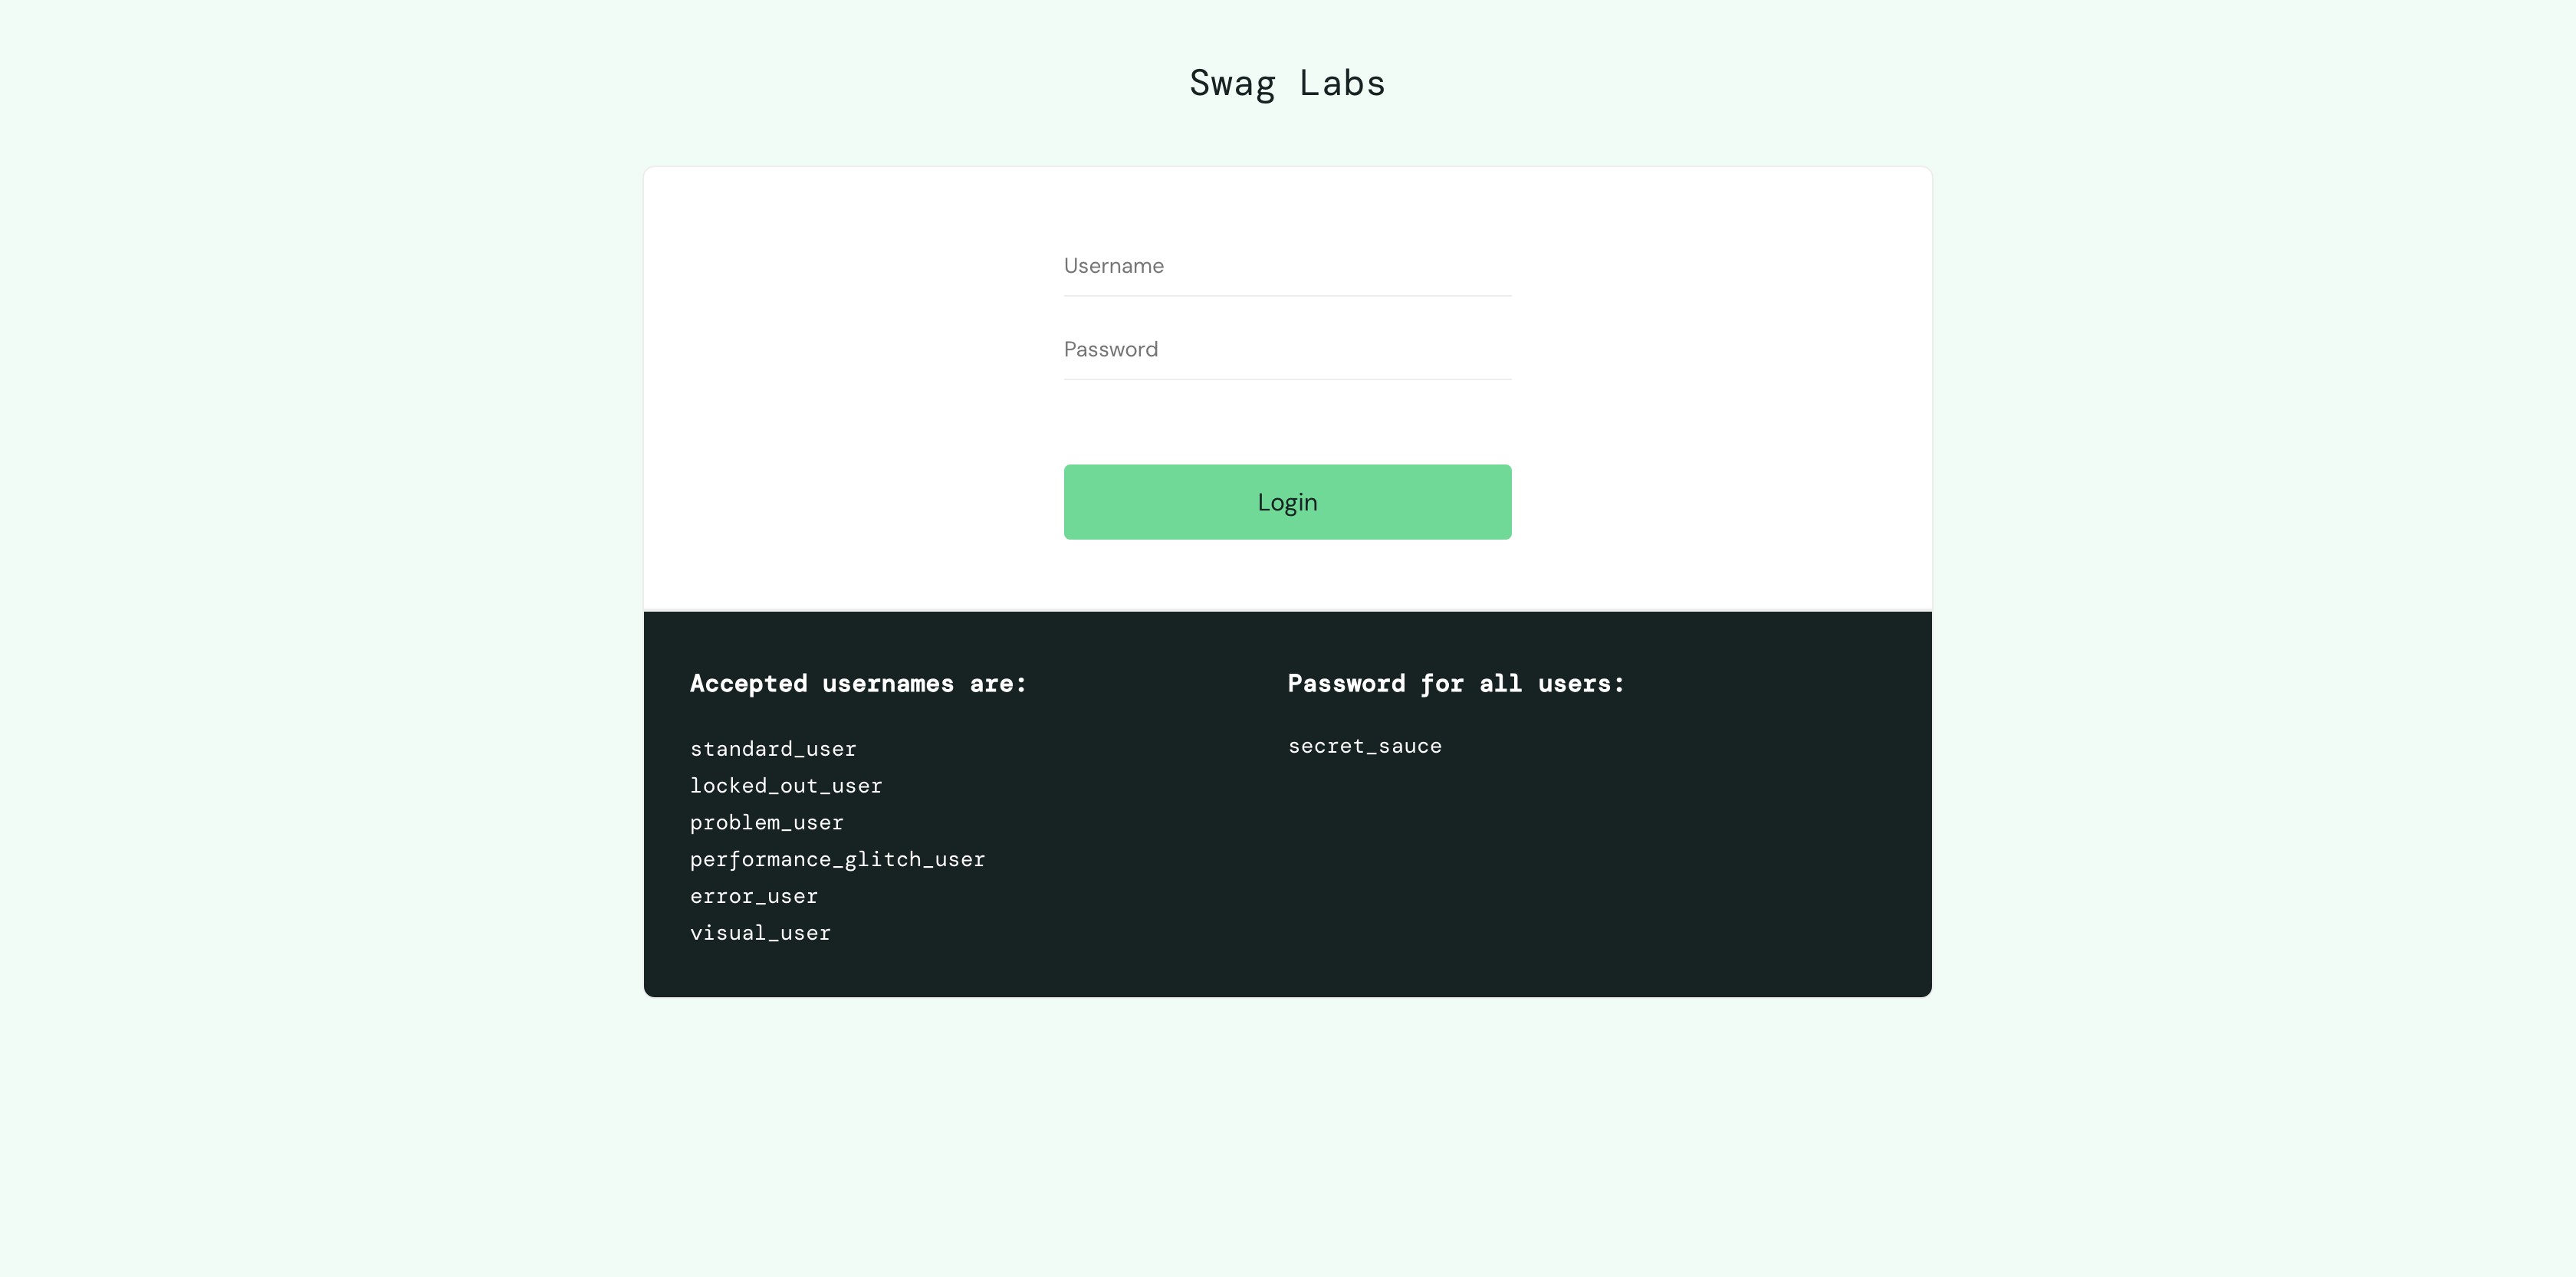 Swag Labs
Username
Password
Login
Accepted usernames are:
standard_user
locked_out_user
problem_user
performance_glitch_user
error_user
visual_user
Password for all users:
secret_sauce